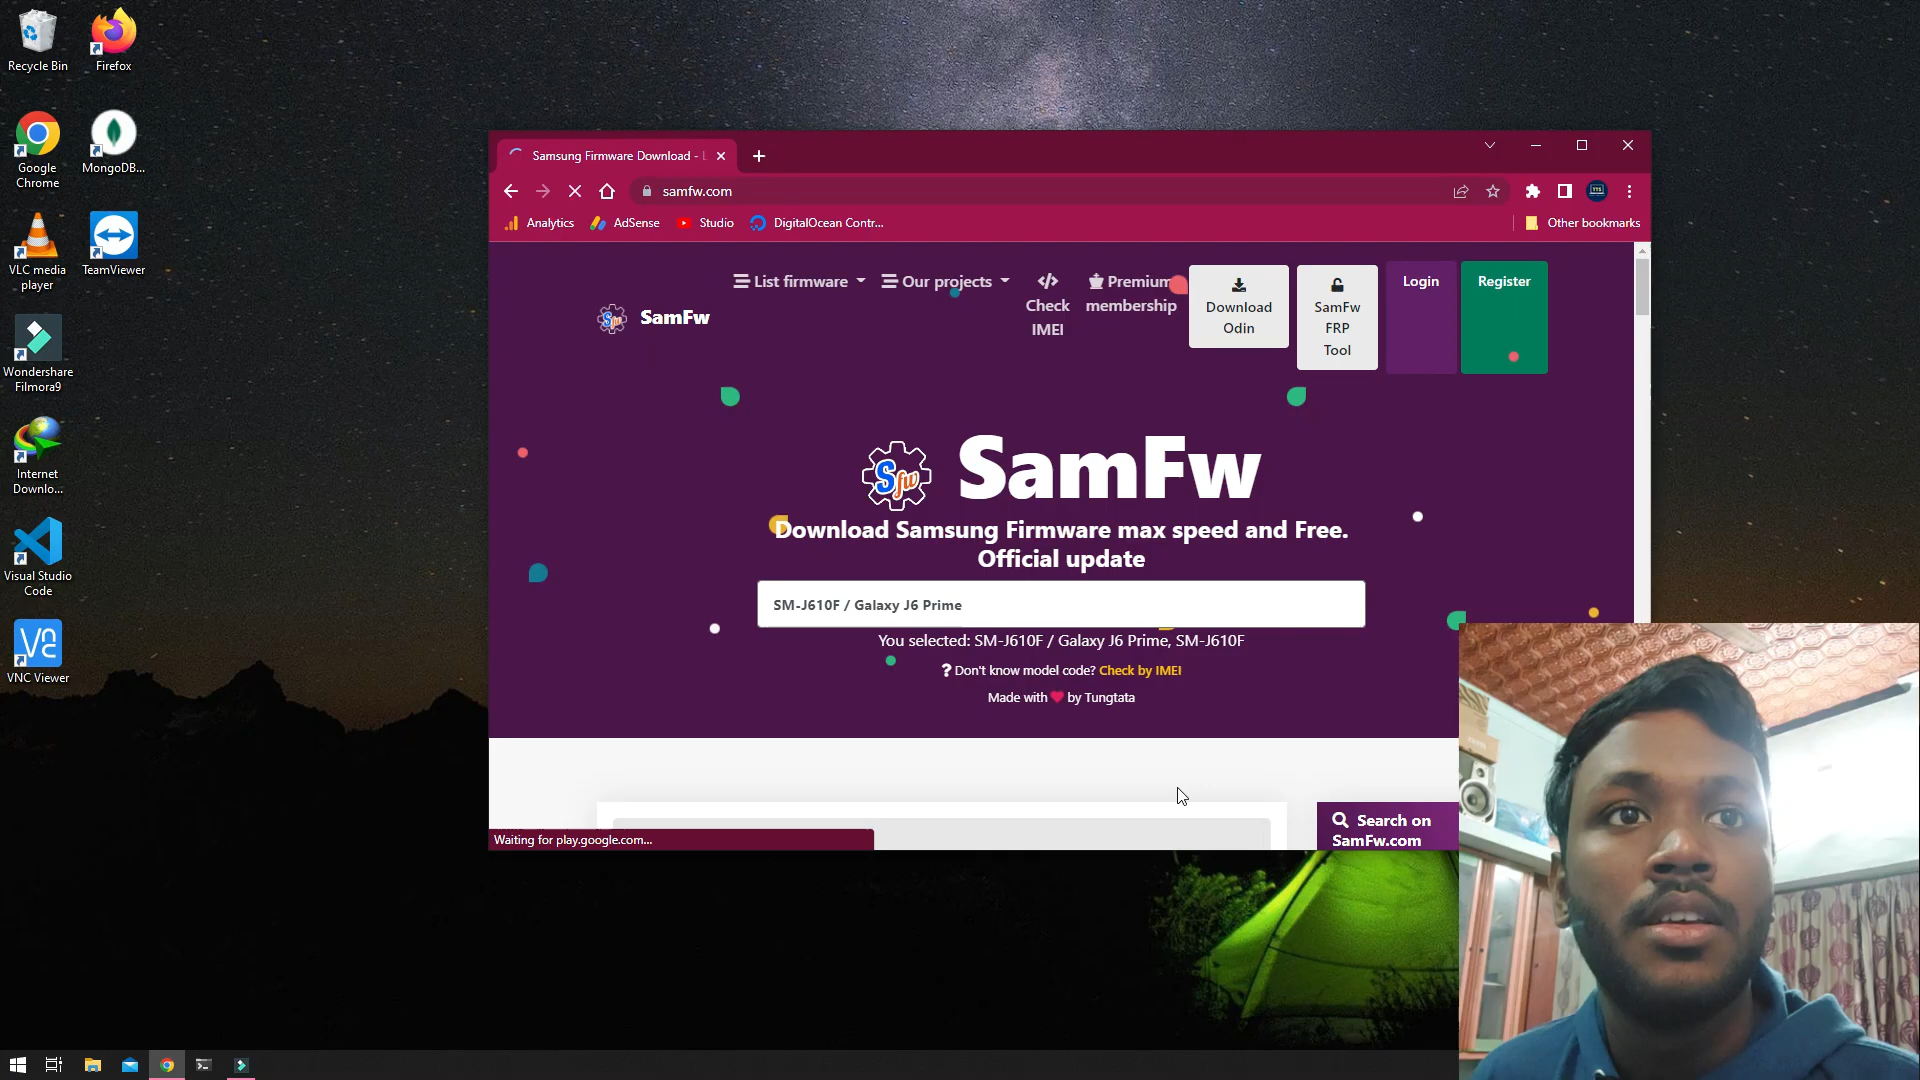 Recycle Bin
Firefox
Google
Chrome
MongoDB...
VLC media
player
TeamViewer
Wondershare
Filmora9
Internet
Downlo...
Visual Studio
Code
VNC Viewer
Samsung Firmware Download - L
samfw.com
Analytics
AdSense
Studio
DigitalOcean Contr...
Other bookmarks
SamFw
List firmware
Our projects
Check
IMEI
Premium
membership
Download
Odin
SamFw
FRP
Tool
Login
Register
Sfw
SamFw
Download Samsung Firmware max speed and Free.
Official update
SM-J610F / Galaxy J6 Prime
You selected: SM-J610F / Galaxy J6 Prime, SM-J610F
? Don't know model code? Check by IMEI
Made with ❤ by Tungtata
Search on
SamFw.com
Waiting for play.google.com...